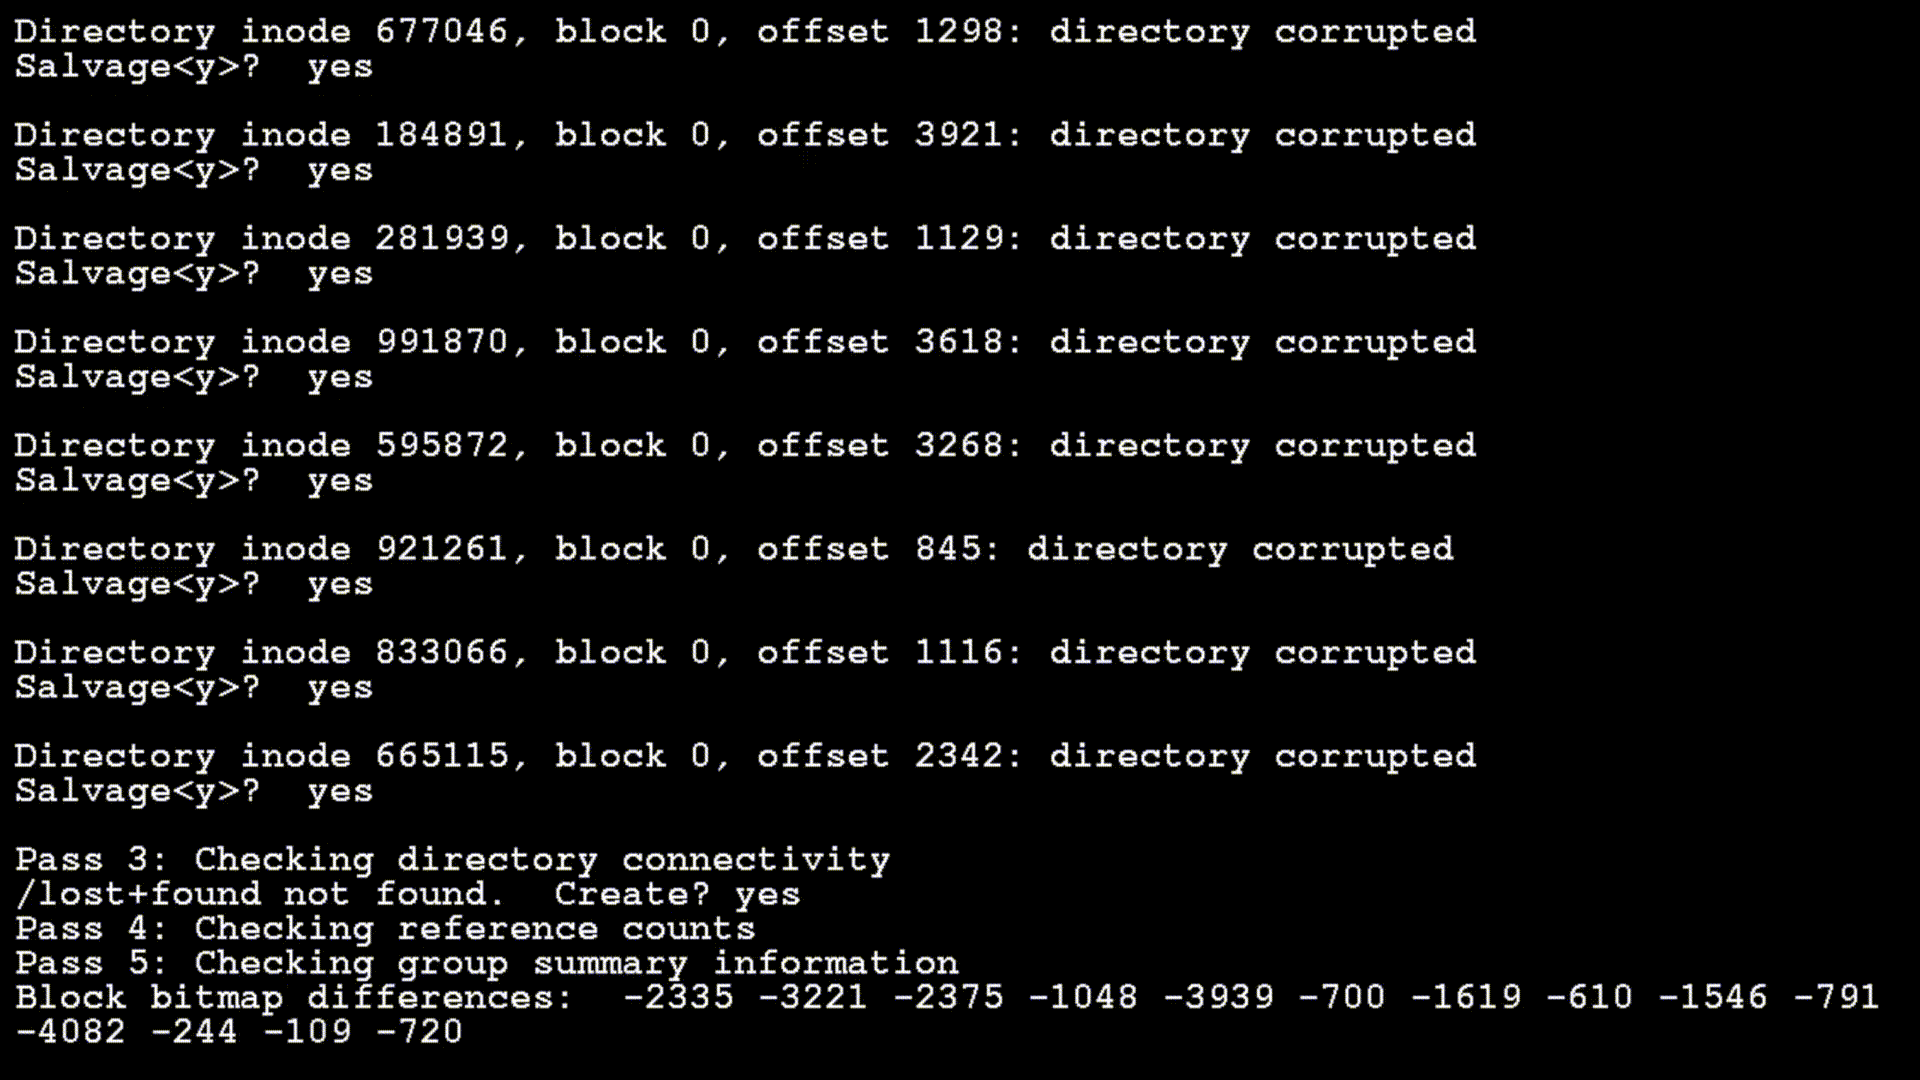 Directory inode 677046, block 0, offset 1298: directory corrupted
Salvage<y>?  yes
Directory inode 184891, block 0, offset 3921: directory corrupted
Salvage<y>?  yes
Directory inode 281939, block 0, offset 1129: directory corrupted
Salvage<y>?  yes
Directory inode 991870, block 0, offset 3618: directory corrupted
Salvage<y>?  yes
Directory inode 595872, block 0, offset 3268: directory corrupted
Salvage<y>?  yes
Directory inode 921261, block 0, offset 845: directory corrupted
Salvage<y>?  yes
Directory inode 833066, block 0, offset 1116: directory corrupted
Salvage<y>?  yes
Directory inode 665115, block 0, offset 2342: directory corrupted
Salvage<y>?  yes
Pass 3: Checking directory connectivity
/lost+found not found.  Create? yes
Pass 4: Checking reference counts
Pass 5: Checking group summary information
Block bitmap differences:  -2335 -3221 -2375 -1048 -3939 -700 -1619 -610 -1546 -791
-4082 -244 -109 -720